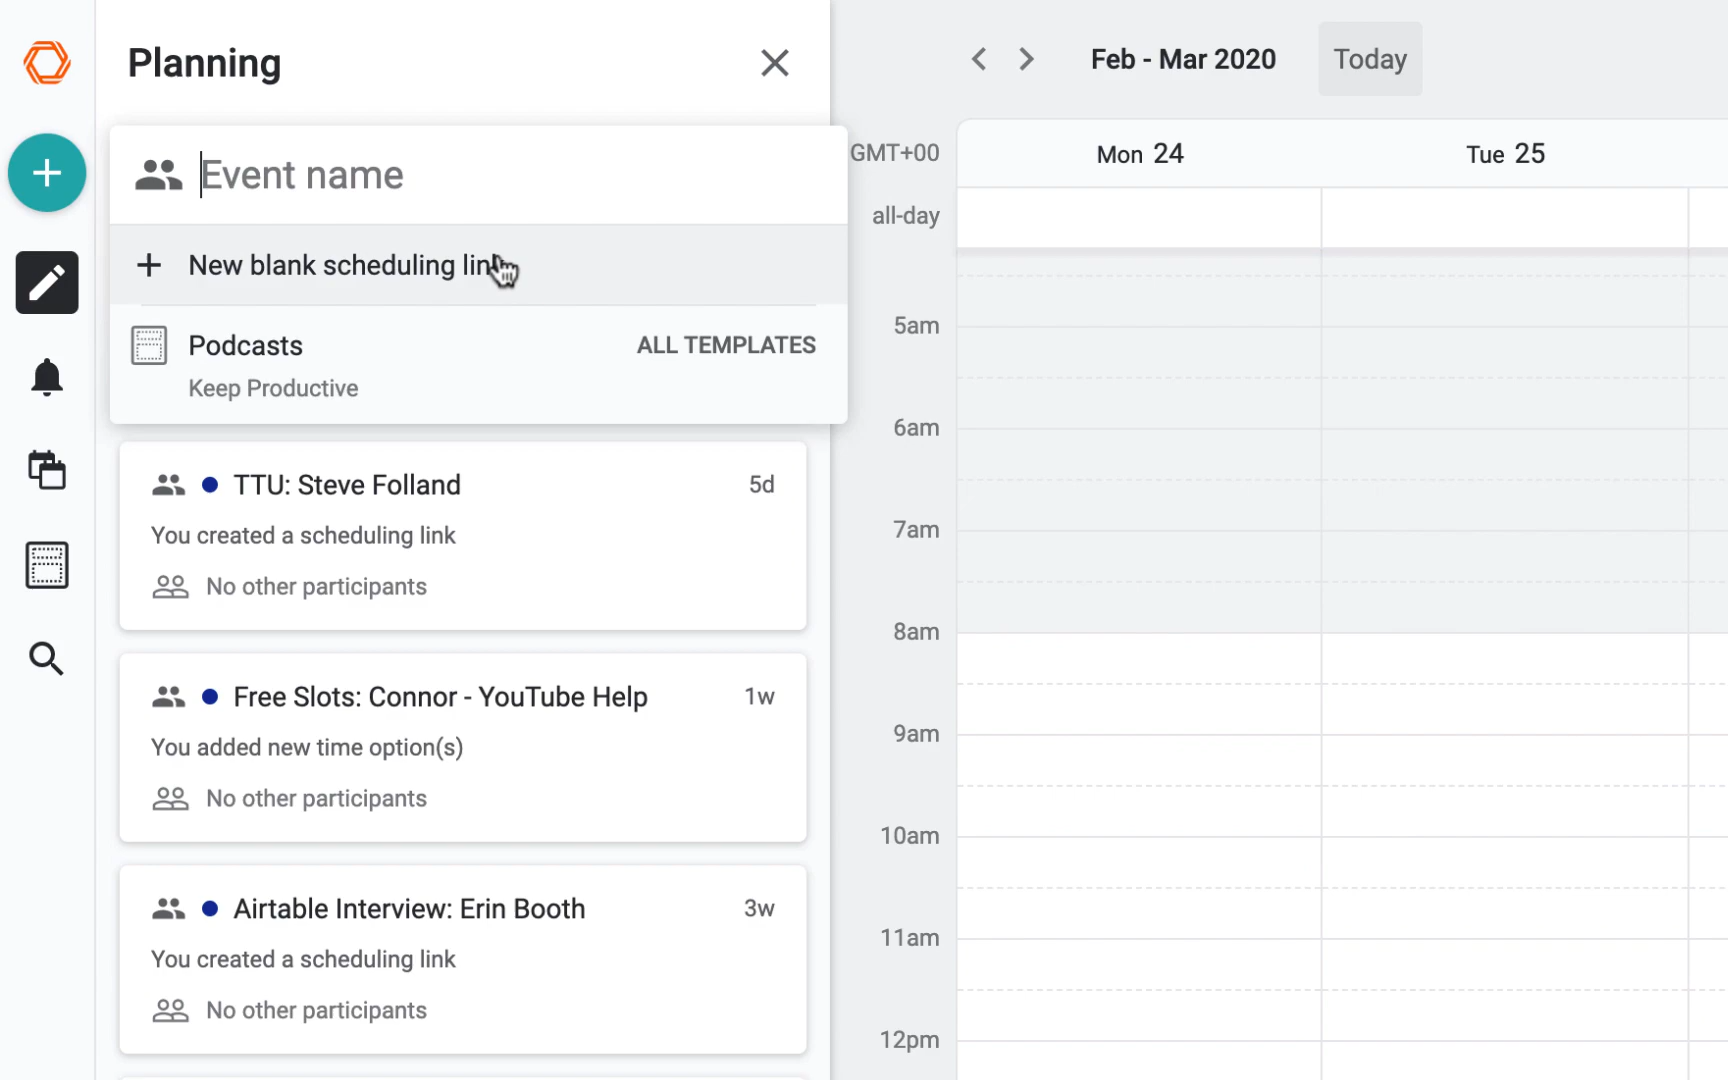 Planning
Event name
New blank scheduling link
Podcasts
ALL TEMPLATES
Keep Productive
TTU: Steve Folland
5d
You created a scheduling link
No other participants
Free Slots: Connor - YouTube Help
1w
You added new time option(s)
No other participants
Airtable Interview: Erin Booth
3w
You created a scheduling link
No other participants
Feb - Mar 2020
Today
GMT+00
Mon 24
Tue 25
all-day
5am
6am
7am
8am
9am
10am
11am
12pm